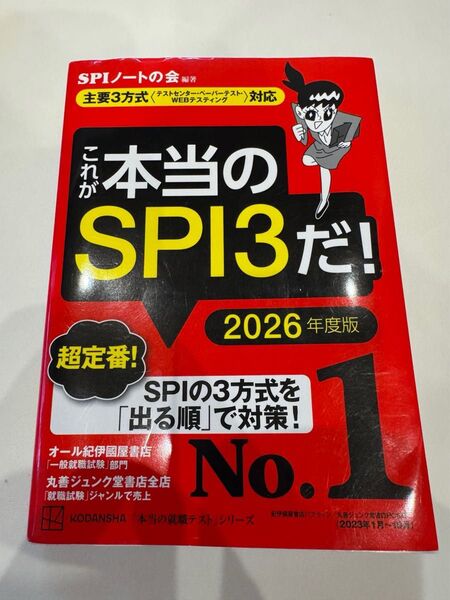 SPIノートの会 編著
主要3方式〈テストセンター・ペーパーテスト・
WEBテスティング〉対応
これが
本当の
SPI3だ!
2026年度版
超定番!
SPIの3方式を
「出る順」で対策!
オール紀伊國屋書店
「一般就職試験」部門
丸善ジュンク堂書店全店
「就職試験」ジャンルで売上
No.1
KODANSHA 「本当の就職テスト」シリーズ
(2023年1月~10月)